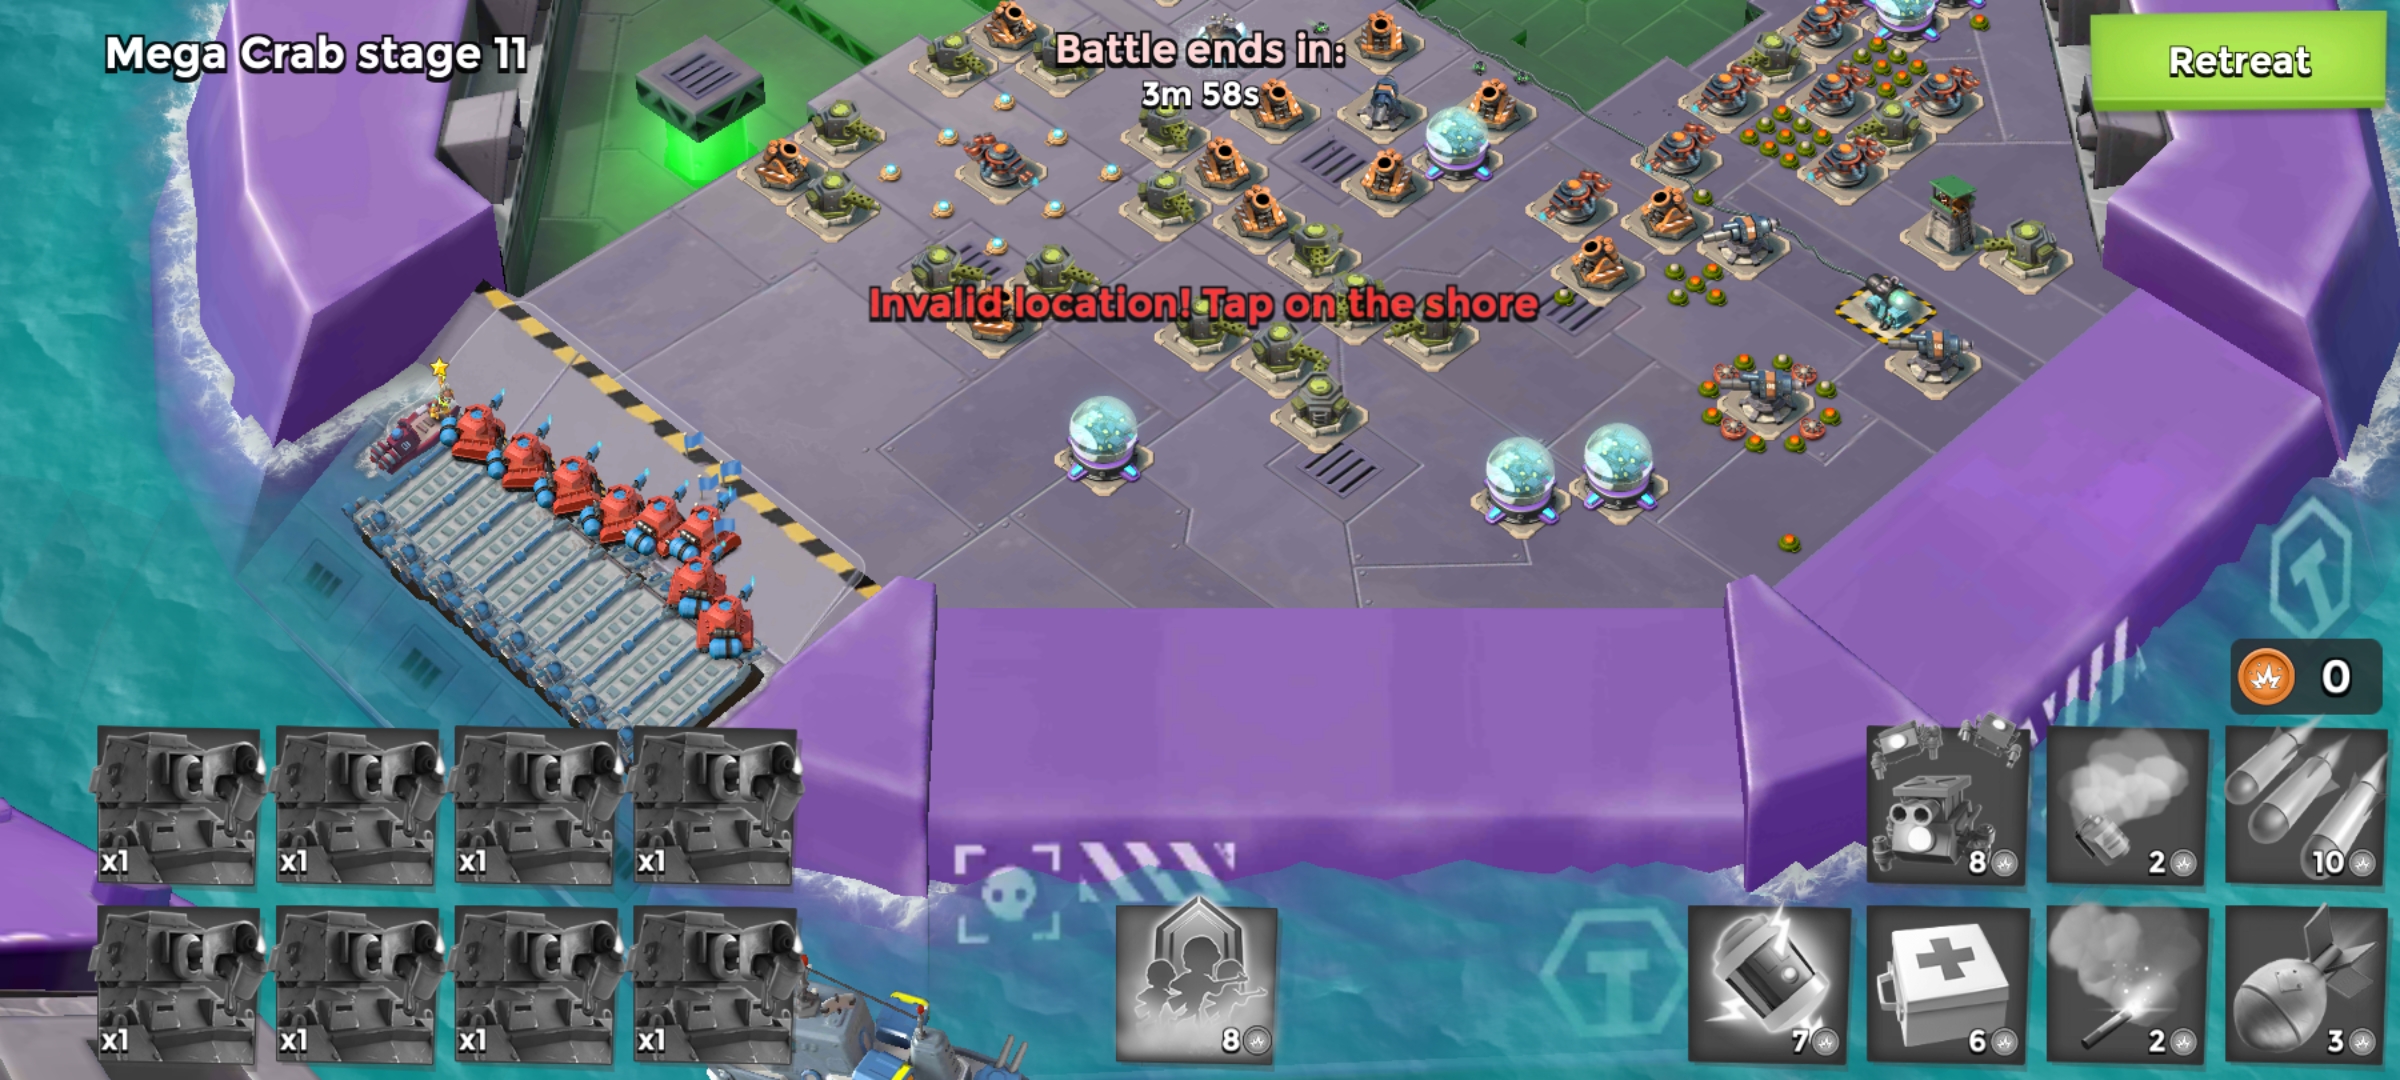 Mega Crab stage 11
Battle ends in:
3m 58s
Retreat
Invalid location! Tap on the shore
0
x1
x1
x1
x1
8
2
10
x1
x1
x1
x1
8
7
6
2
3